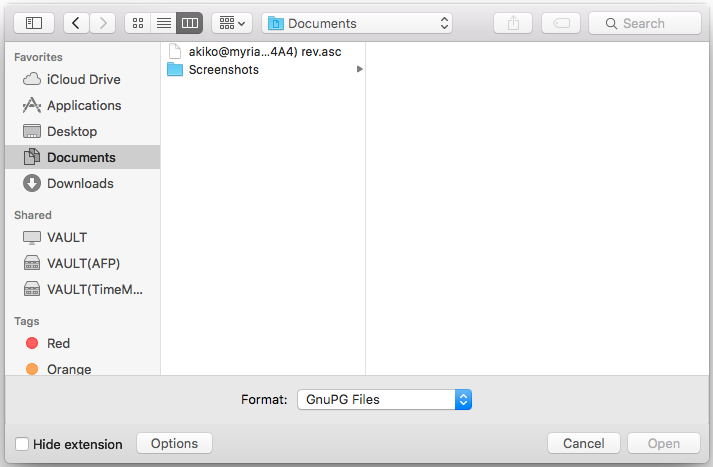 Documents
Search
Favorites
iCloud Drive
Applications
Desktop
Documents
Downloads
Shared
VAULT
VAULT(AFP)
VAULT(TimeM...
Tags
Red
Orange
akiko@myria...4A4) rev.asc
Screenshots
Format: GnuPG Files
Hide extension
Options
Cancel
Open